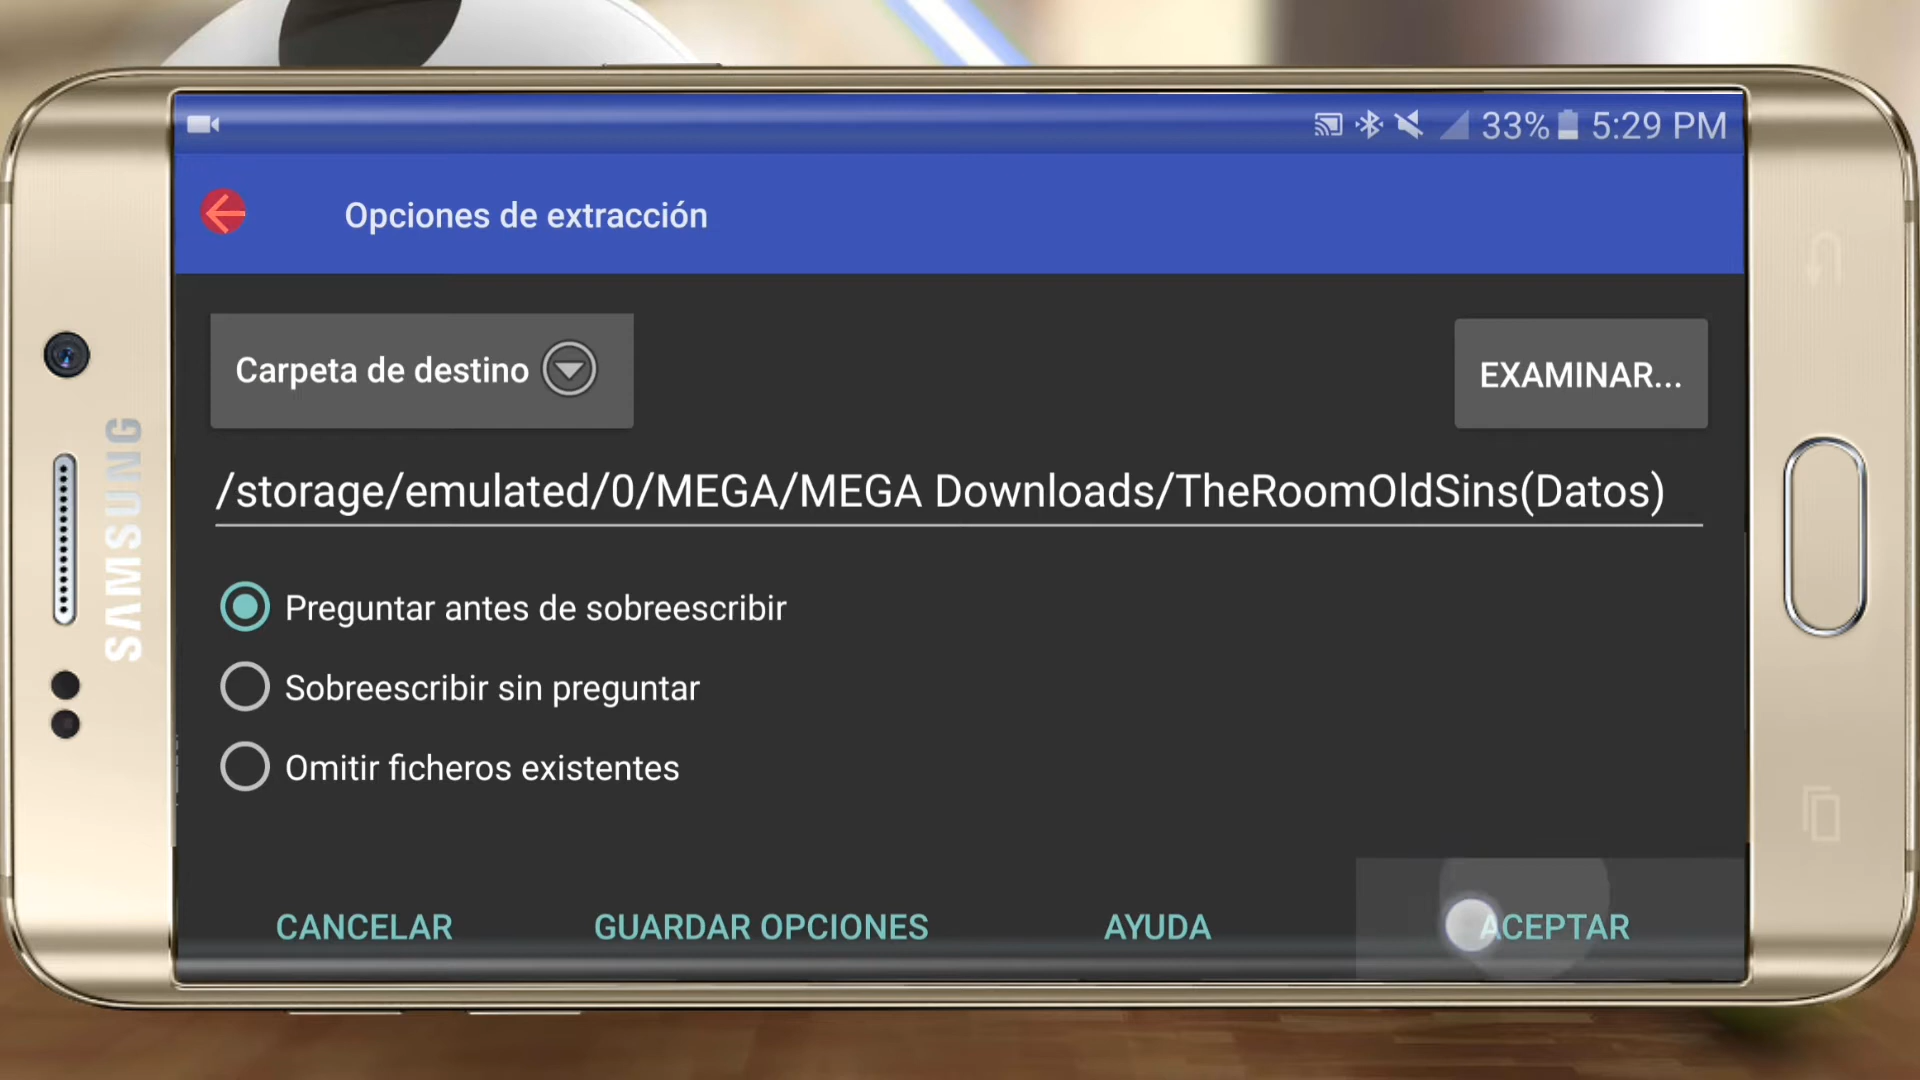 33% 5:29 PM
Opciones de extracción
Carpeta de destino
EXAMINAR...
/storage/emulated/0/MEGA/MEGA Downloads/TheRoomOldSins(Datos)
Preguntar antes de sobreescribir
Sobreescribir sin preguntar
Omitir ficheros existentes
CANCELAR GUARDAR OPCIONES AYUDA ACEPTAR
SAMSUNG